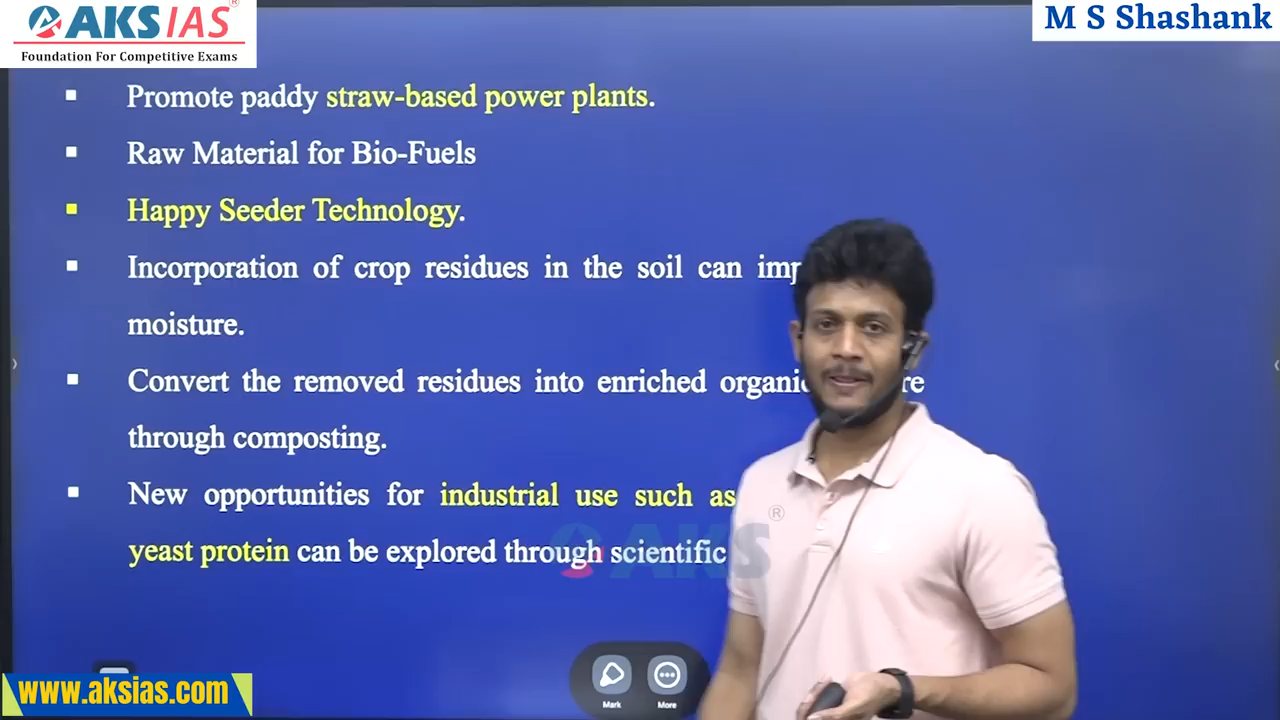 AKS IAS ®
Foundation For Competitive Exams
M S Shashank
Promote paddy straw-based power plants.
Raw Material for Bio-Fuels
Happy Seeder Technology.
Incorporation of crop residues in the soil can
moisture.
Convert the removed residues into enriched
through composting.
New opportunities for industrial use such as
yeast protein can be explored through scientific
AKS ®
Mark
More
www.aksias.com